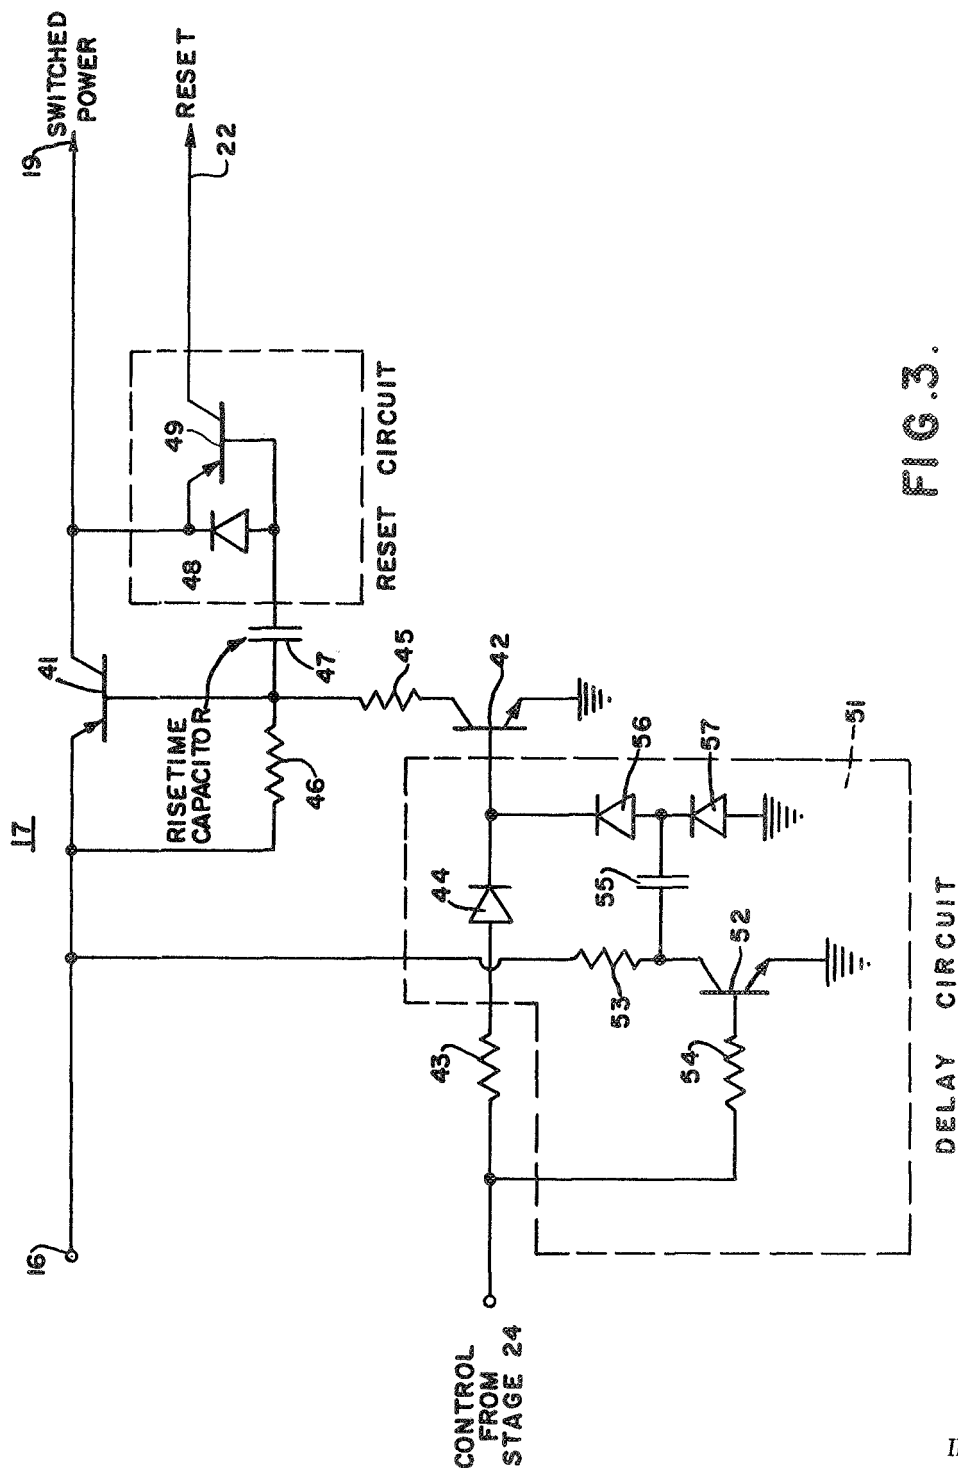 17
16
19
SWITCHED
POWER
41
RESET
22
49
48
RESET CIRCUIT
RISETIME
CAPACITOR
46
47
45
42
44
43
56
57
55
53
52
54
51
CONTROL
FROM
STAGE 24
DELAY CIRCUIT
FIG.3.